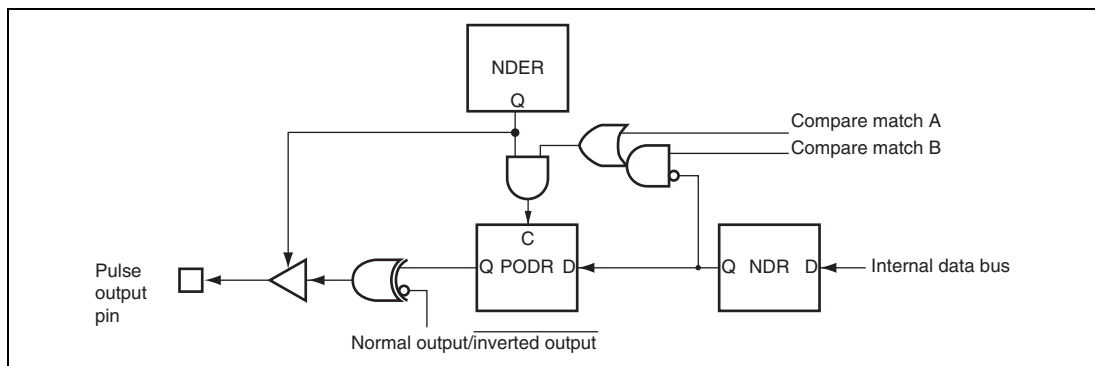 NDER
Q
Compare match A
Compare match B
C
Q PODR D
Q NDR D
Internal data bus
Pulse
output
pin
Normal output/inverted output